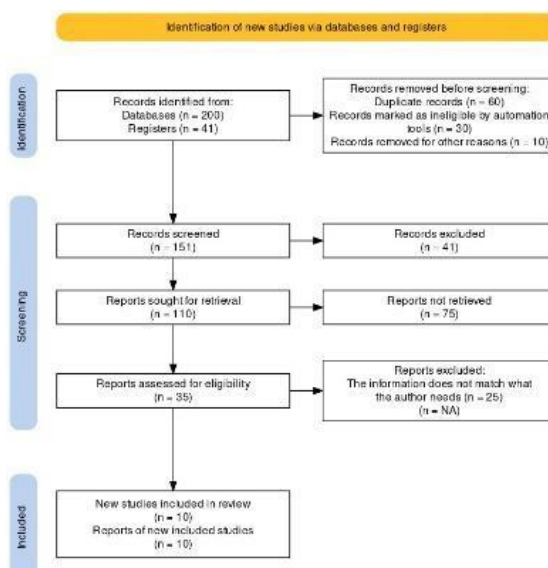 Identification of new studies via databases and registers
Identification
Records identified from:
Databases (n = 200)
Registers (n = 41)
Records removed before screening:
Duplicate records (n = 60)
Records marked as ineligible by automation
tools (n = 30)
Records removed for other reasons (n = 10)
Screening
Records screened
(n = 151)
Records excluded
(n = 41)
Reports sought for retrieval
(n = 110)
Reports not retrieved
(n = 75)
Reports assessed for eligibility
(n = 35)
Reports excluded:
The information does not match what
the author needs (n = 25)
(n = NA)
Included
New studies included in review
(n = 10)
Reports of new included studies
(n = 10)